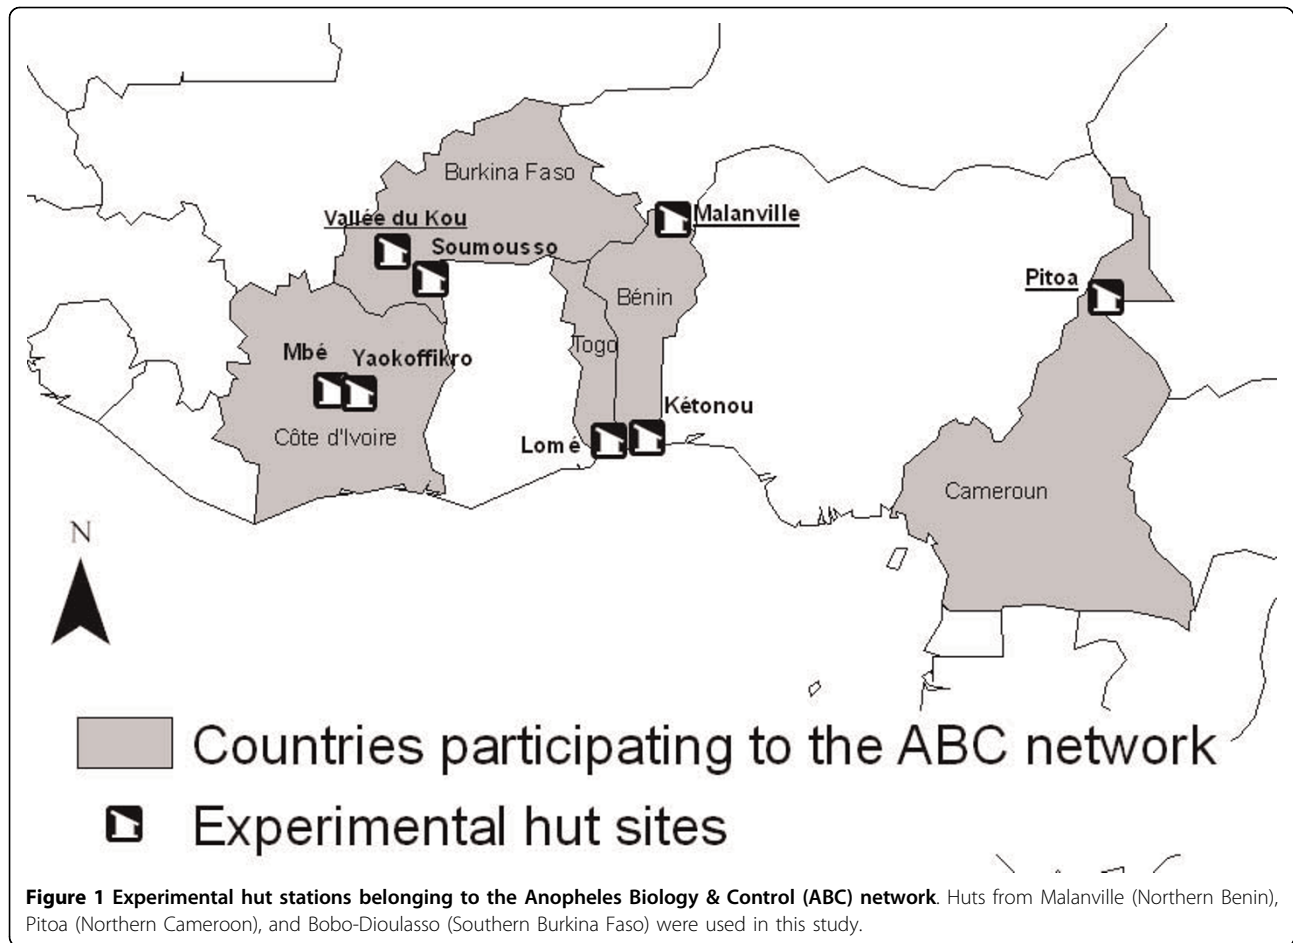 Burkina Faso
Vallée du Kou
Malanville
Soumousso
Pitoa
Bénin
Togo
Mbé
Yaokoffikro
Kétonou
Côte d'Ivoire
Lomé
Cameroun
N
Countries participating to the ABC network
Experimental hut sites
Figure 1 Experimental hut stations belonging to the Anopheles Biology & Control (ABC) network. Huts from Malanville (Northern Benin),
Pitoa (Northern Cameroon), and Bobo-Dioulasso (Southern Burkina Faso) were used in this study.